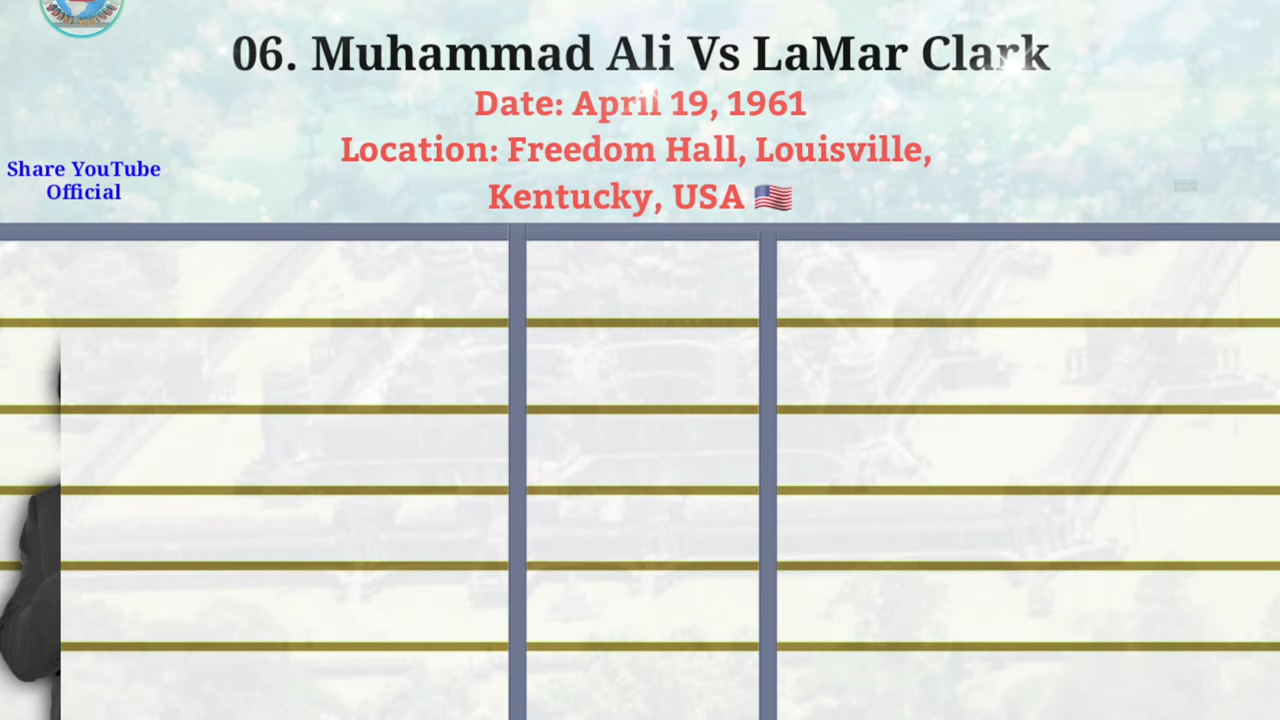 06. Muhammad Ali Vs LaMar Clark
Date: April 19, 1961
Location: Freedom Hall, Louisville,
Kentucky, USA 🇺🇸
Share YouTube
Official